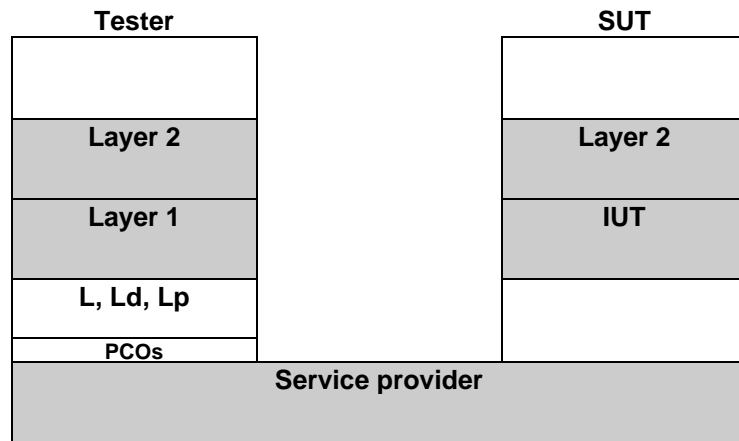 Tester
SUT
Layer 2
Layer 2
Layer 1
IUT
L, Ld, Lp
PCOs
Service provider